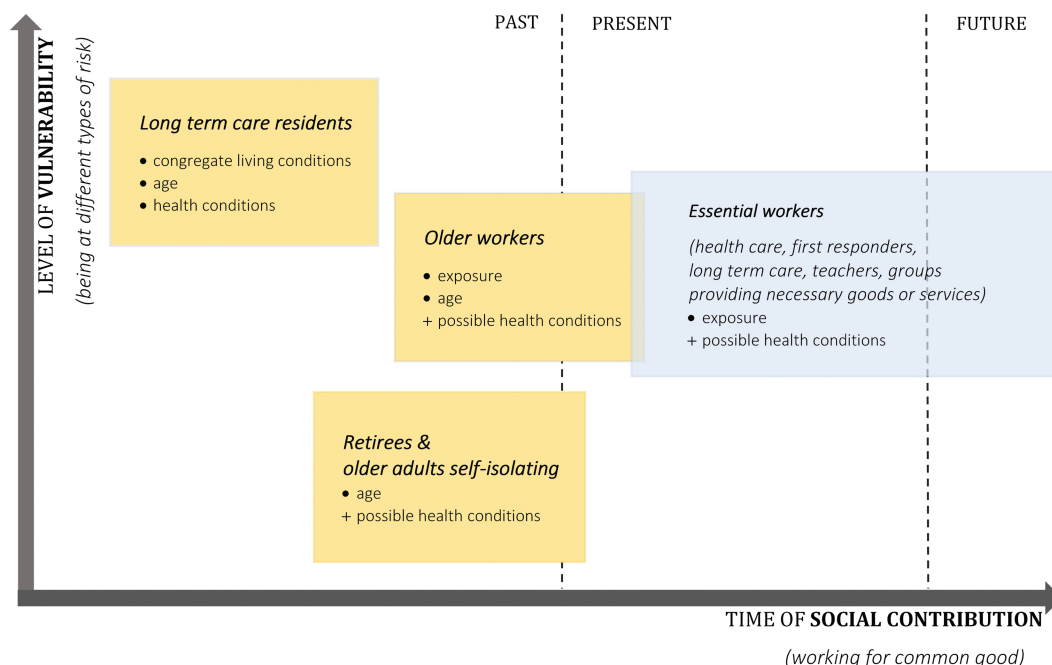 PAST
PRESENT
FUTURE
LEVEL OF VULNERABILITY
(being at different types of risk)
Long term care residents
• congregate living conditions
• age
• health conditions
Older workers
• exposure
• age
+ possible health conditions
Essential workers
(health care, first responders,
long term care, teachers, groups
providing necessary goods or services)
• exposure
+ possible health conditions
Retirees &
older adults self-isolating
• age
+ possible health conditions
TIME OF SOCIAL CONTRIBUTION
(working for common good)